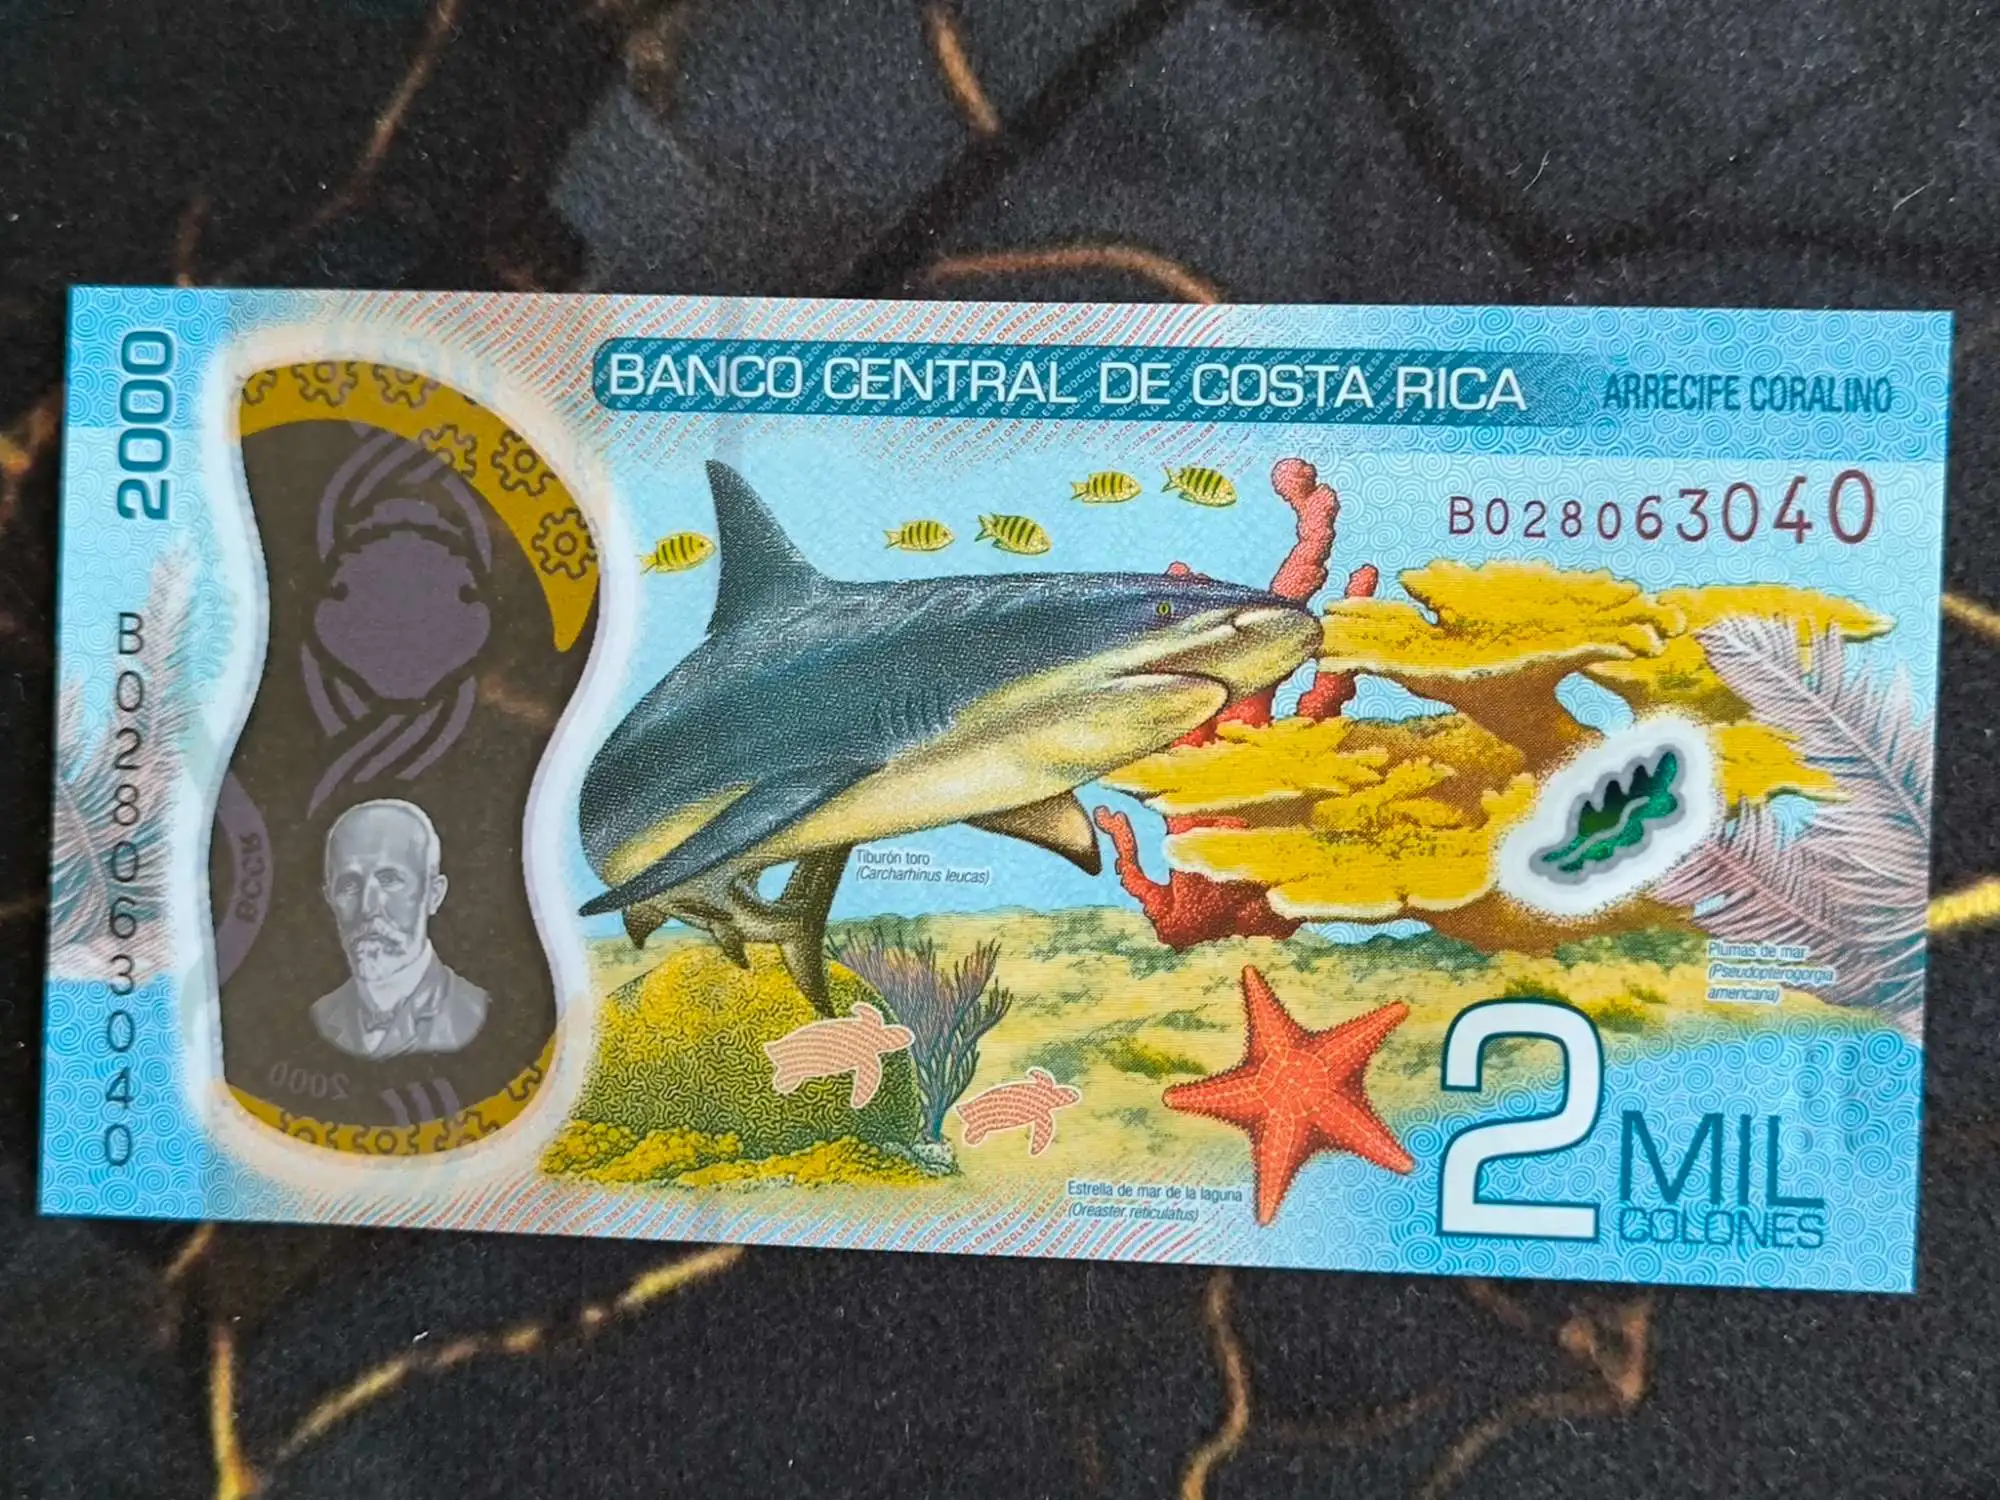 2000
BANCO CENTRAL DE COSTA RICA
ARRECIFE CORALINO
B028063040
B028063040
BCCR
2000
Tiburón toro
(Carcharhinus leucas)
Plumas de mar
(Pseudopterogorgia
americana)
Estrella de mar de la laguna
(Oreaster reticulatus)
2 MIL
COLONES